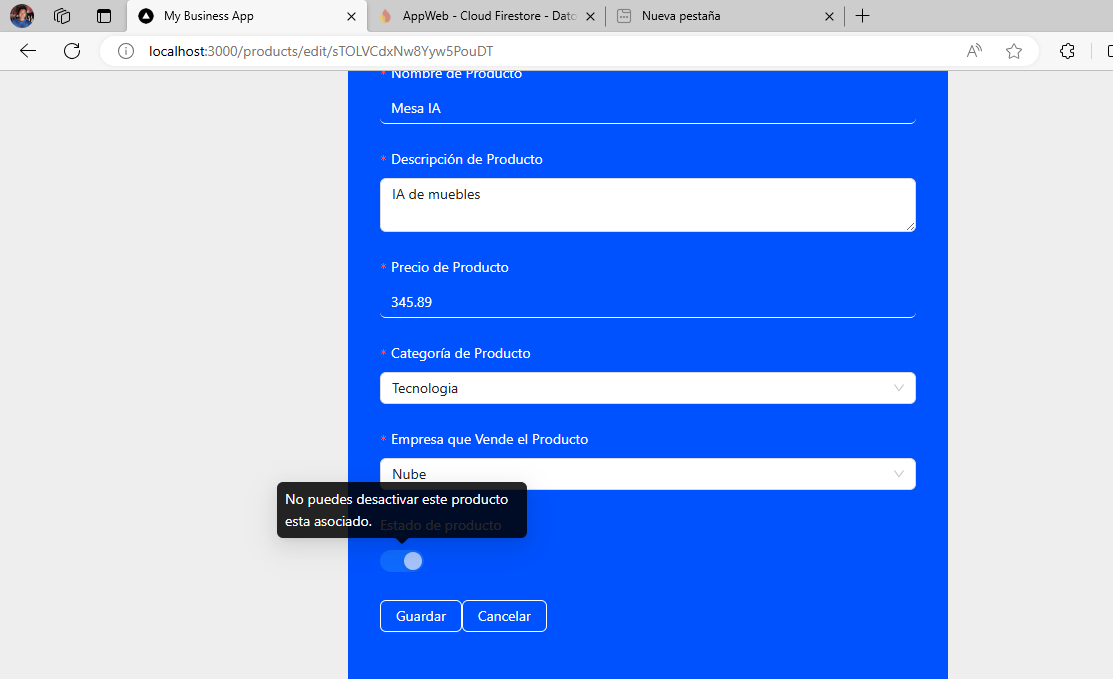 My Business App
AppWeb - Cloud Firestore - Dato
Nueva pestaña
localhost:3000/products/edit/sTOLVCdxNw8Yyw5PouDT
* Nombre de Producto
Mesa IA
* Descripción de Producto
IA de muebles
* Precio de Producto
345.89
* Categoría de Producto
Tecnologia
* Empresa que Vende el Producto
Nube
No puedes desactivar este producto
esta asociado.
Estado de producto
Guardar
Cancelar